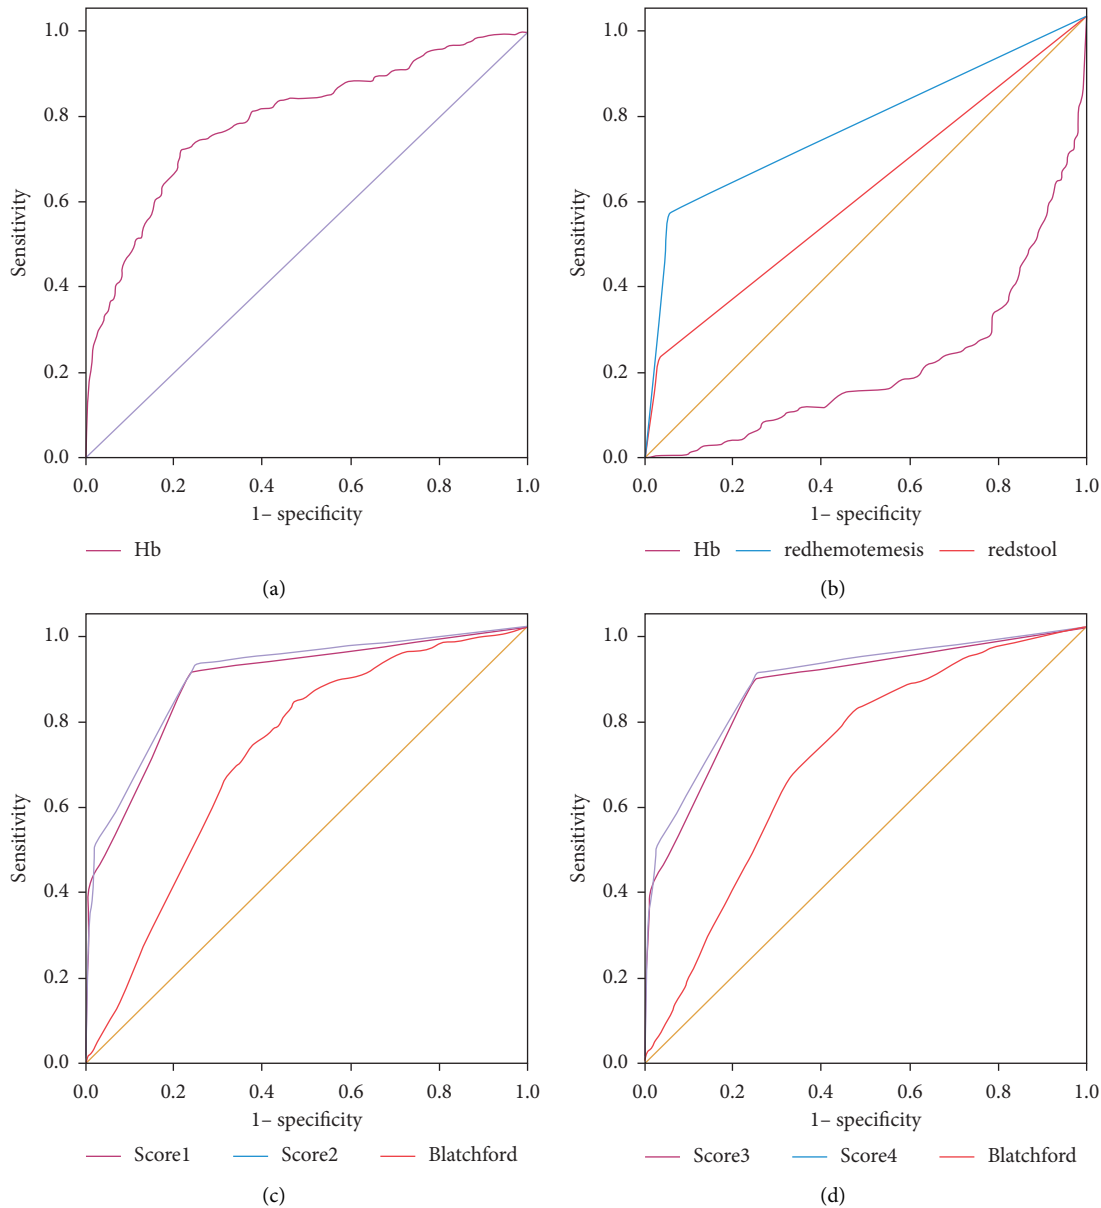 1.0
0.8
0.6
0.4
0.2
0.0
Sensitivity
0.0 0.2 0.4 0.6 0.8 1.0
1– specificity
Hb
(a)
1.0
0.8
0.6
0.4
0.2
0.0
Sensitivity
0.0 0.2 0.4 0.6 0.8 1.0
1– specificity
Hb redhemotemesis redstool
(b)
1.0
0.8
0.6
0.4
0.2
0.0
Sensitivity
0.0 0.2 0.4 0.6 0.8 1.0
1– specificity
Score1 Score2 Blatchford
(c)
1.0
0.8
0.6
0.4
0.2
0.0
Sensitivity
0.0 0.2 0.4 0.6 0.8 1.0
1– specificity
Score3 Score4 Blatchford
(d)